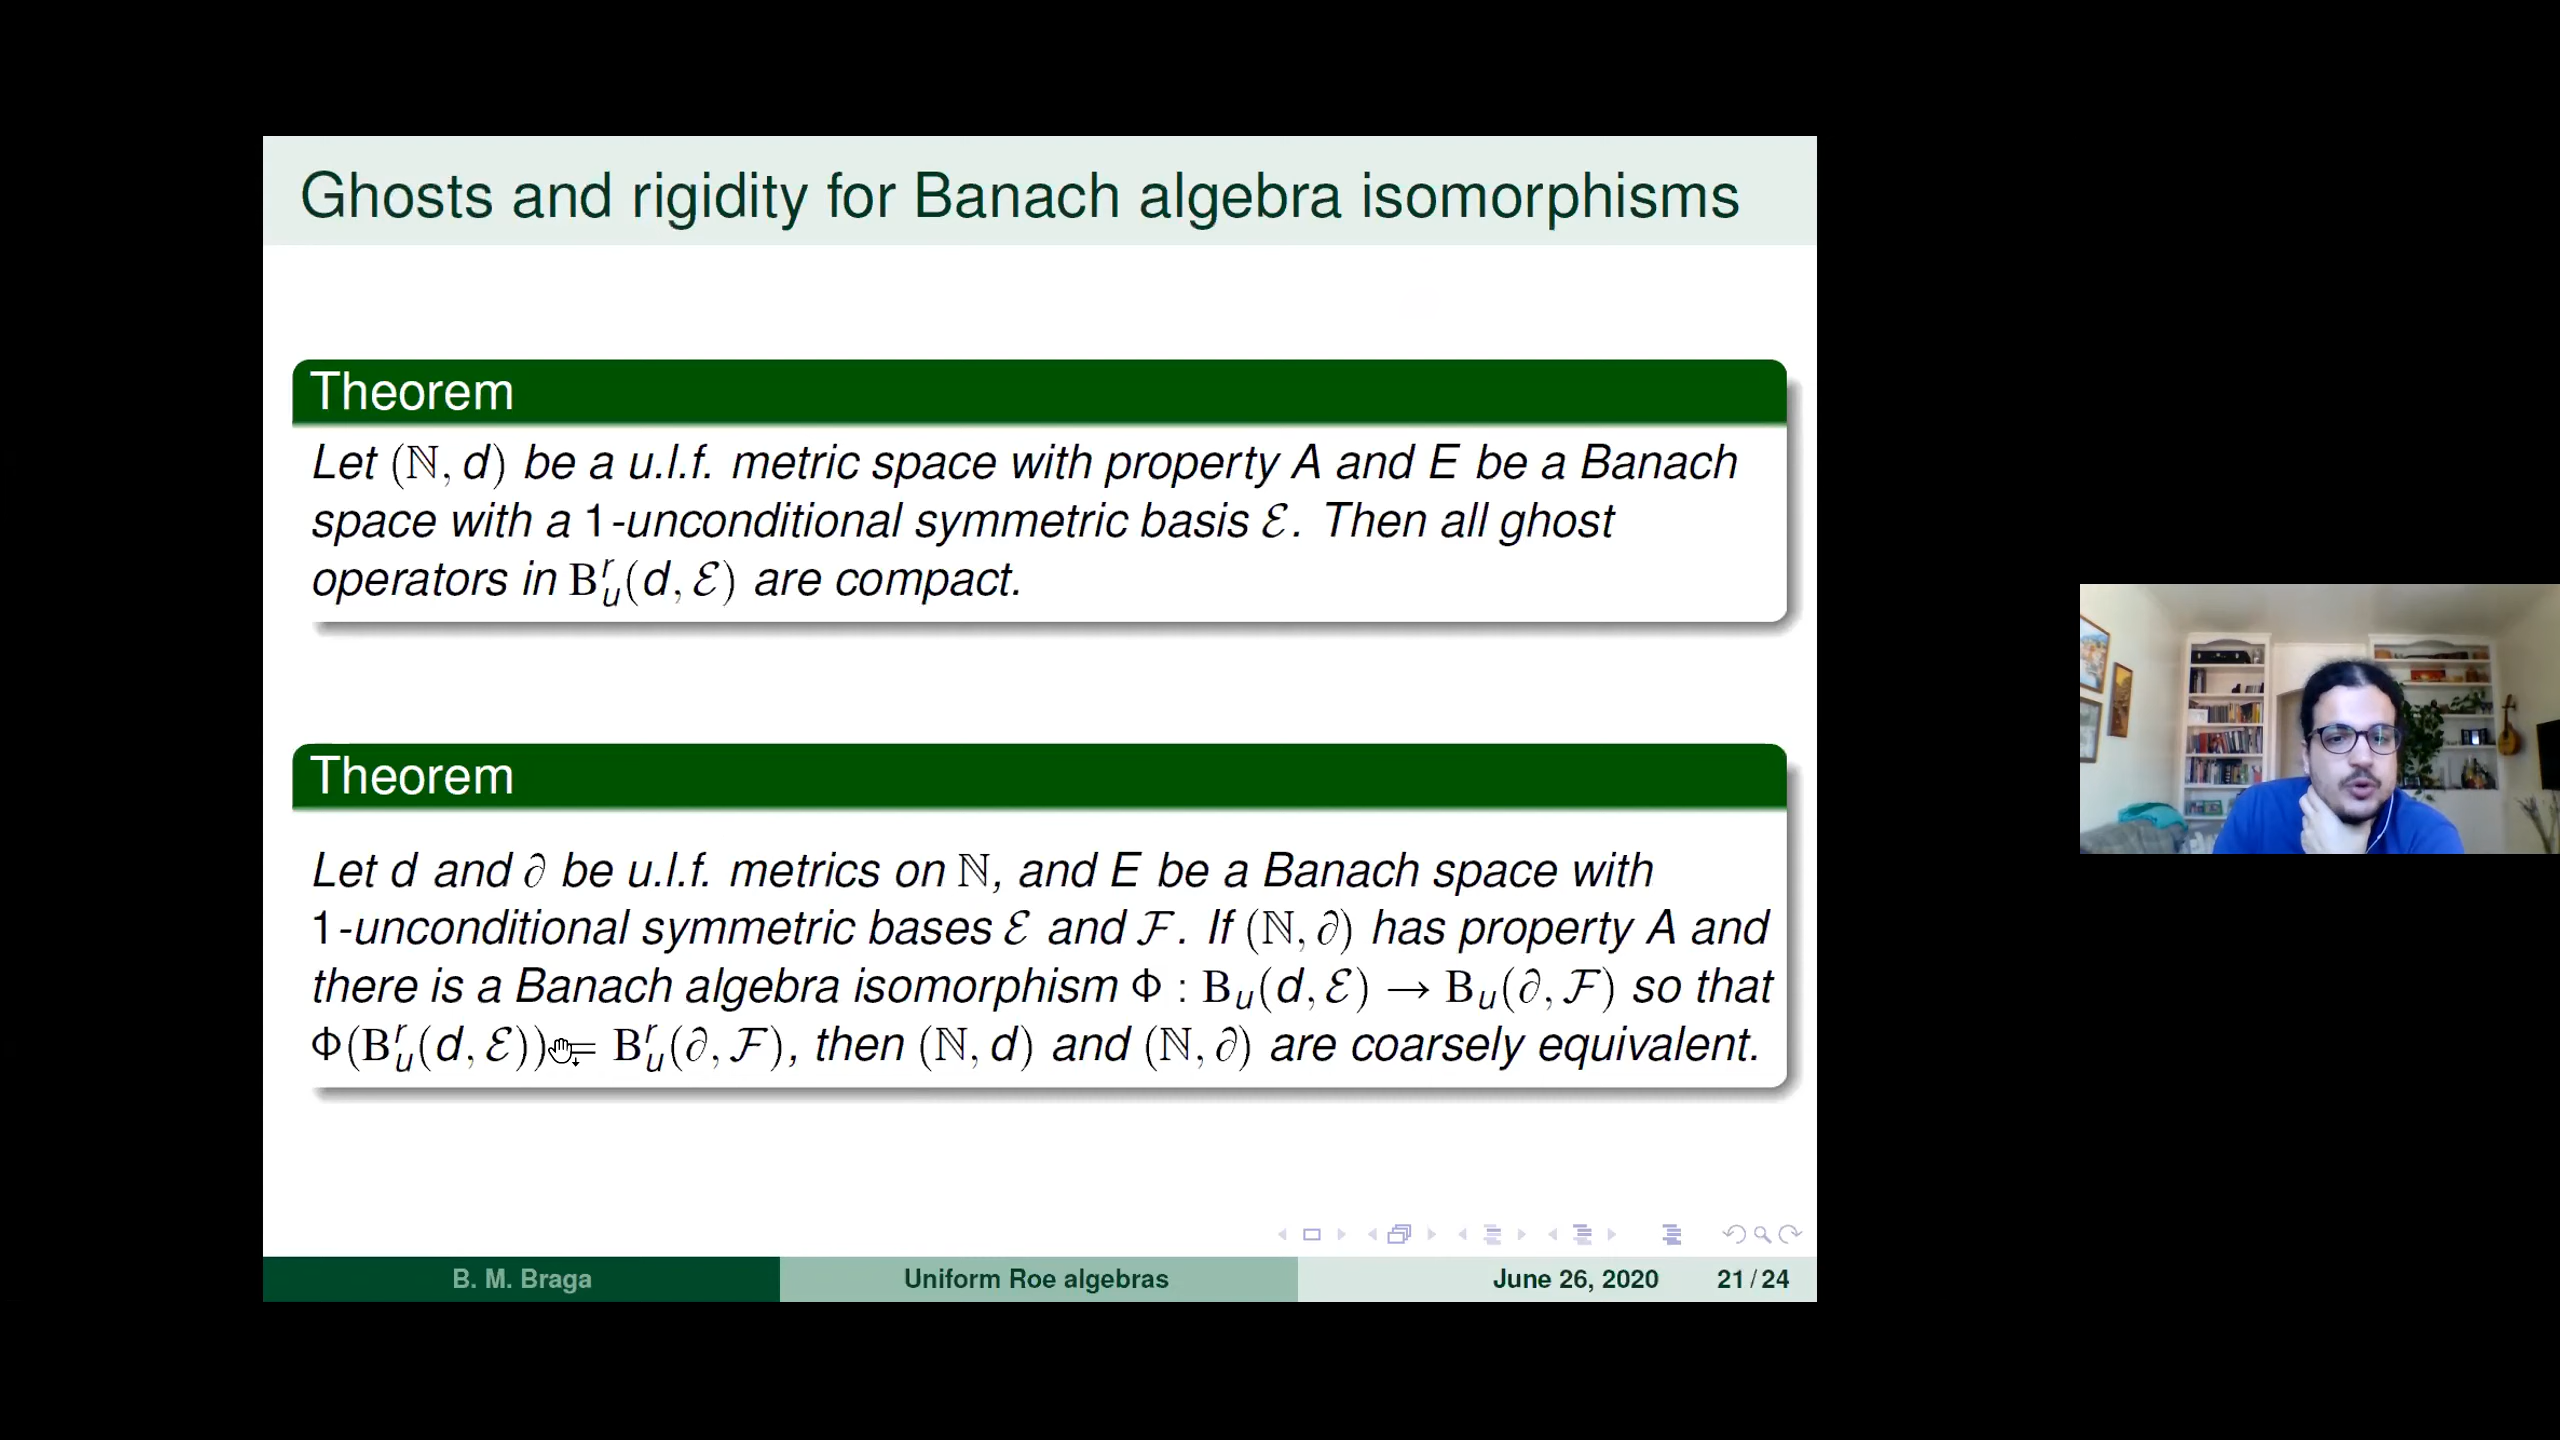 Ghosts and rigidity for Banach algebra isomorphisms
Theorem
Let (ℕ, d) be a u.l.f. metric space with property A and E be a Banach
space with a 1-unconditional symmetric basis ℰ. Then all ghost
operators in B^r_u(d, ℰ) are compact.
Theorem
Let d and ∂ be u.l.f. metrics on ℕ, and E be a Banach space with
1-unconditional symmetric bases ℰ and ℱ. If (ℕ, ∂) has property A and
there is a Banach algebra isomorphism Φ : B_u(d, ℰ) → B_u(∂, ℱ) so that
Φ(B^r_u(d, ℰ)) = B^r_u(∂, ℱ), then (ℕ, d) and (ℕ, ∂) are coarsely equivalent.
B. M. Braga
Uniform Roe algebras
June 26, 2020
21 / 24